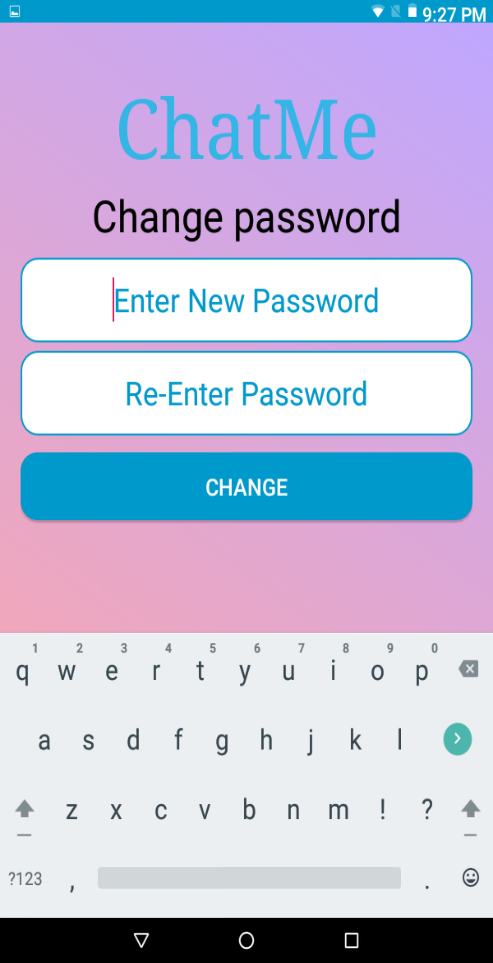 9:27 PM
ChatMe
Change password
Enter New Password
Re-Enter Password
CHANGE
1 2 3 4 5 6 7 8 9 0
q w e r t y u i o p
a s d f g h j k l
z x c v b n m ! ?
?123 , .